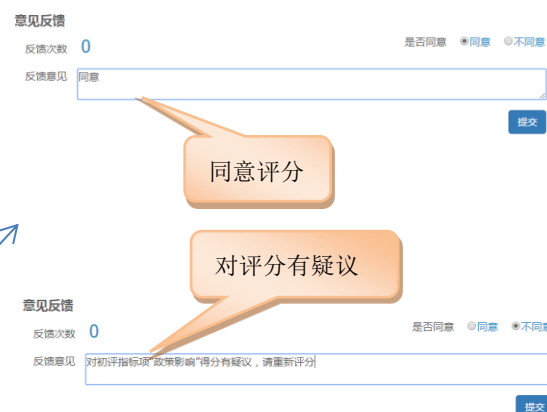 意见反馈
反馈次数 0 是否同意 同意 不同意
反馈意见 同意
提交
同意评分
对评分有疑议
意见反馈
反馈次数 0 是否同意 同意 不同意
反馈意见 对初评指标项"政策影响"得分有疑议，请重新评分
提交